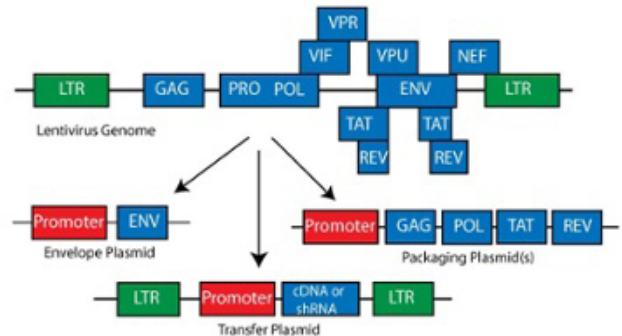 VPR
VIF VPU NEF
LTR GAG PRO POL ENV LTR
TAT TAT
Lentivirus Genome
REV REV
Promoter ENV
Envelope Plasmid
Promoter GAG POL TAT REV
Packaging Plasmid(s)
LTR Promoter cDNA or LTR
shRNA
Transfer Plasmid